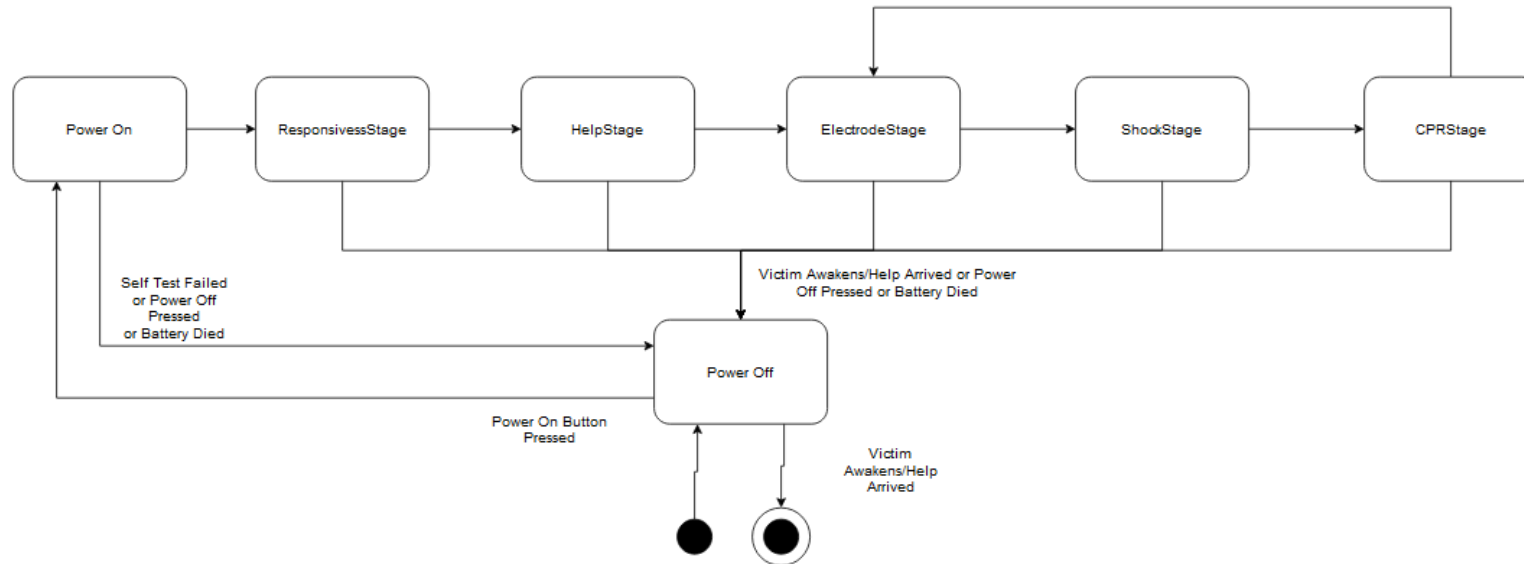 Power On
ResponsivessStage
HelpStage
ElectrodeStage
ShockStage
CPRStage
Self Test Failed
or Power Off
Pressed
or Battery Died
Victim Awakens/Help Arrived or Power
Off Pressed or Battery Died
Power Off
Power On Button
Pressed
Victim
Awakens/Help
Arrived